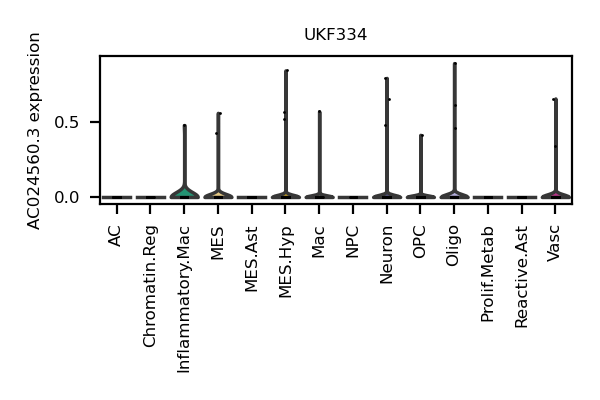 UKF334
AC024560.3 expression
0.5
0.0
AC
Chromatin.Reg
Inflammatory.Mac
MES
MES.Ast
MES.Hyp
Mac
NPC
Neuron
OPC
Oligo
Prolif.Metab
Reactive.Ast
Vasc